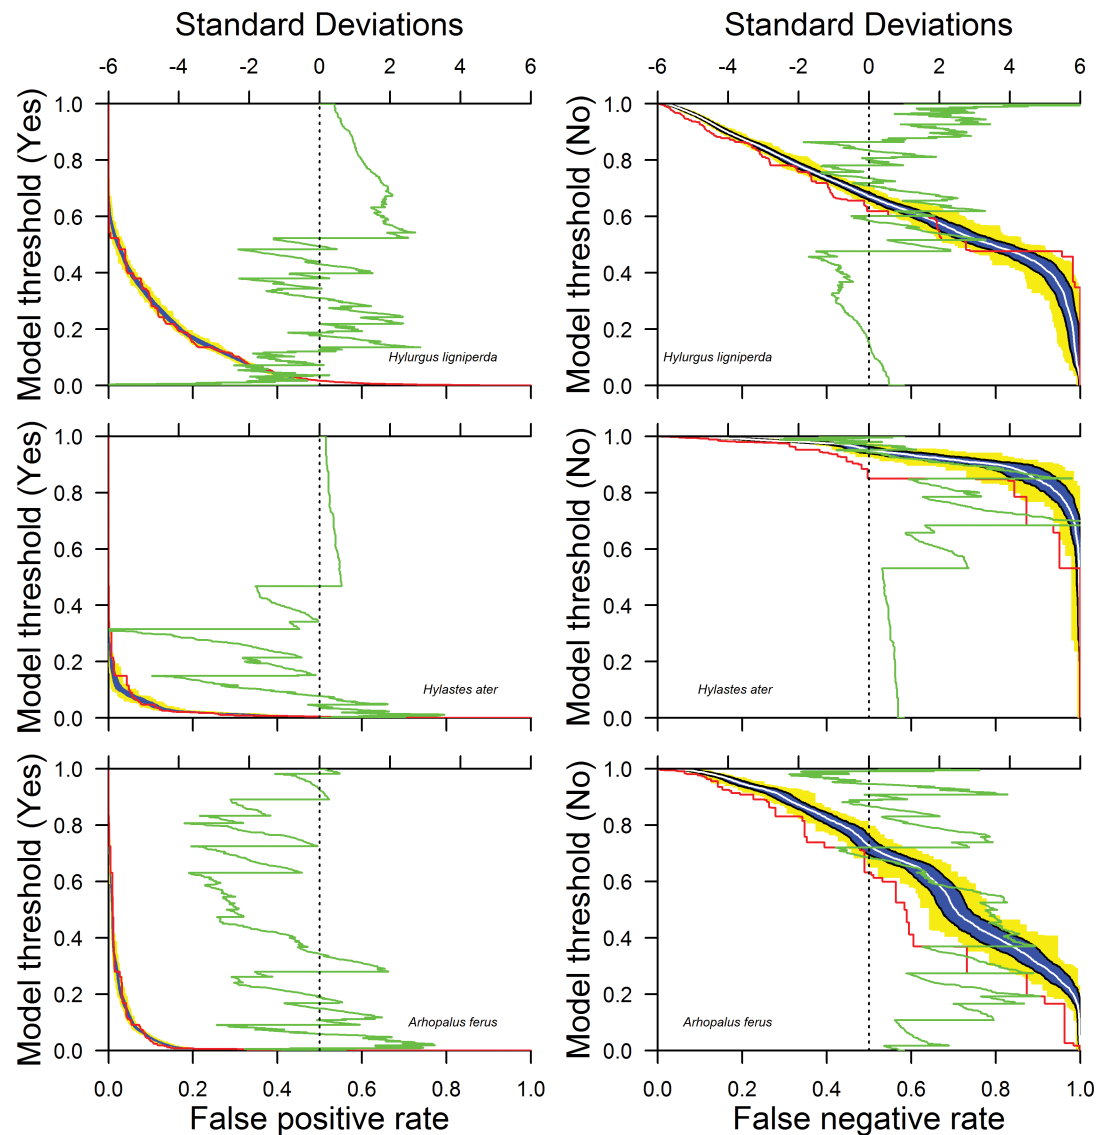 Standard Deviations
Standard Deviations
-6 -4 -2 0 2 4 6
-6 -4 -2 0 2 4 6
Model threshold (Yes)
1.0
0.8
0.6
0.4
0.2
0.0
Hylurgus ligniperda
Model threshold (No)
1.0
0.8
0.6
0.4
0.2
0.0
Hylurgus ligniperda
Model threshold (Yes)
1.0
0.8
0.6
0.4
0.2
0.0
Hylastes ater
Model threshold (No)
1.0
0.8
0.6
0.4
0.2
0.0
Hylastes ater
Model threshold (Yes)
1.0
0.8
0.6
0.4
0.2
0.0
Arhopalus ferus
Model threshold (No)
1.0
0.8
0.6
0.4
0.2
0.0
Arhopalus ferus
0.0 0.2 0.4 0.6 0.8 1.0
0.0 0.2 0.4 0.6 0.8 1.0
False positive rate
False negative rate